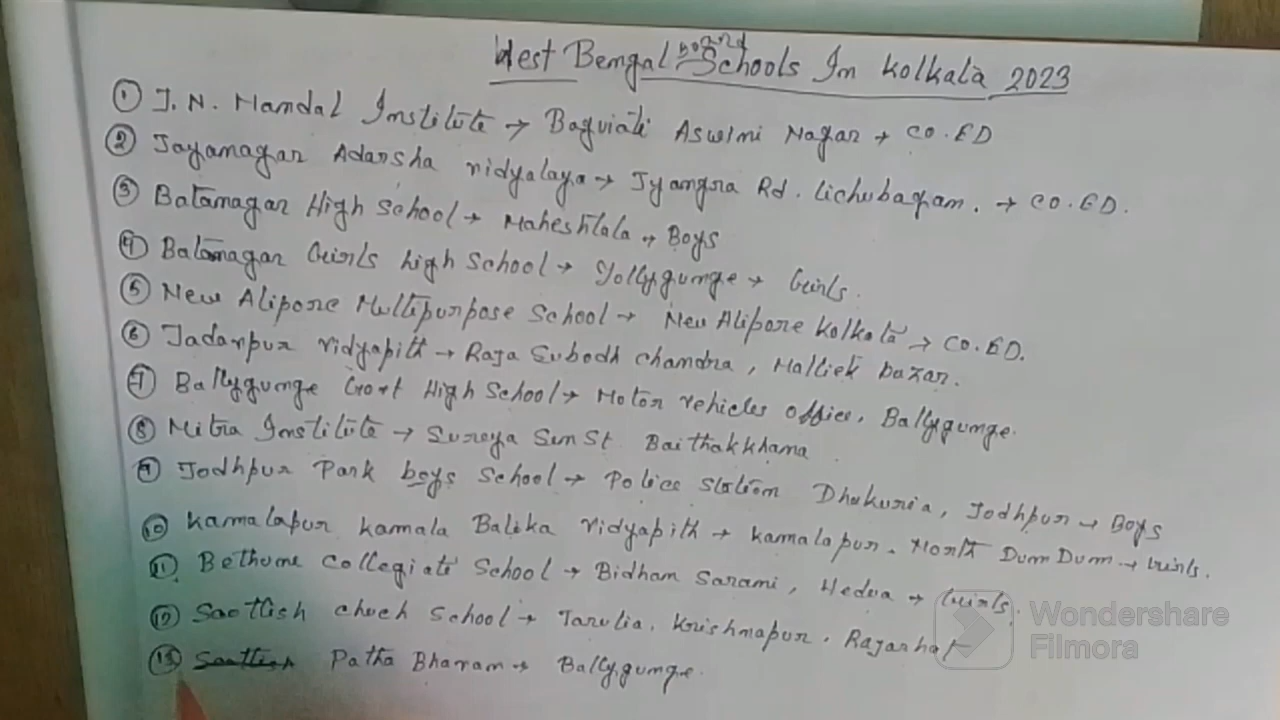 West Bengal board Schools In Kolkata 2023
① J. N. Mandal Institute → Baguiati Aswini Nagar → CO.ED
② Jayanagar Adarsha vidyalaya → Jyangra Rd. Lichubagan. → CO.ED.
③ Batanagar High School → Maheshtala → Boys
④ Batanagar Girls high School → Gollygunge → Girls.
⑤ New Alipore Multipurpose School → New Alipore Kolkata → CO.ED.
⑥ Jadavpur vidyapith → Raja Subodh Chandra, Mallick bazar.
⑦ Ballygunge Govt High School → Motor vehicles office, Ballygunge.
⑧ Mitra Institute → Sureya Sen St Baithakkhana.
⑨ Jodhpur Park boys School → Police Station Dhakuria, Jodhpur → Boys
⑩ Kamalapur Kamala Balika vidyapith → Kamalapur. North Dum Dum → Girls.
⑪ Bethune Collegiate School → Bidhan Sarani, Hedua → Girls.
⑫ Scottish chuch School → Tarulia, Krishnapur, Rajarhat
⑬ Patha Bhavan → Ballygunge.
Wondershare
Filmora